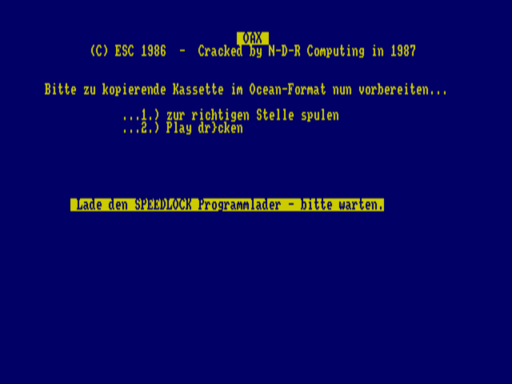 OAX
(C) ESC 1986 - Cracked by N-D-R Computing in 1987
Bitte zu kopierende Kassette im Ocean-Format nun vorbereiten...
...1.) zur richtigen Stelle spulen
...2.) Play dr}cken
Lade den SPEEDLOCK Programmlader - bitte warten.